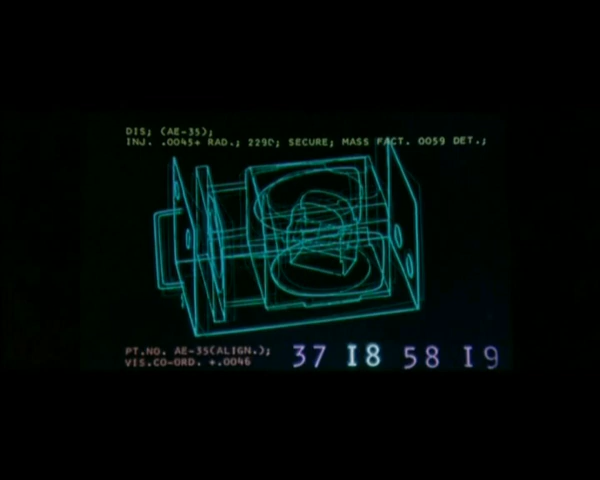 DIS; (AE-35);
INJ. .0045+ RAD.; 229D; SECURE; MASS FACT. 0059 DET.;
PT.NO. AE-35(ALIGN.);
VIS.CO-ORD. +.0046
37 I8 58 I9